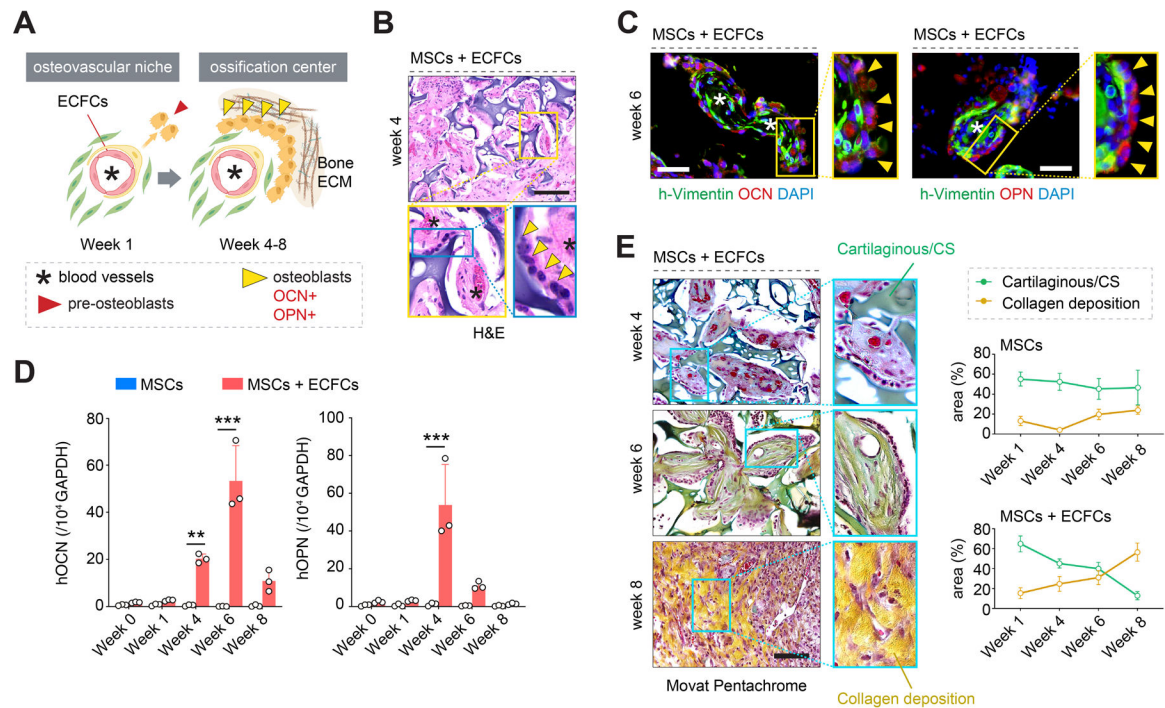 A
osteovascular niche
ossification center
ECFCs
*
*
Bone
ECM
Week 1
Week 4-8
* blood vessels
pre-osteoblasts
osteoblasts
OCN+
OPN+
B
MSCs + ECFCs
week 4
*
*
*
H&E
C
MSCs + ECFCs
MSCs + ECFCs
week 6
*
*
*
h-Vimentin OCN DAPI
h-Vimentin OPN DAPI
D
MSCs
MSCs + ECFCs
hOCN (/10⁴ GAPDH)
80
60
40
20
0
**
***
Week 0
Week 1
Week 4
Week 6
Week 8
hOPN (/10⁴ GAPDH)
100
80
60
40
20
0
***
Week 0
Week 1
Week 4
Week 6
Week 8
E
MSCs + ECFCs
Cartilaginous/CS
week 4
week 6
week 8
Movat Pentachrome
Collagen deposition
Cartilaginous/CS
Collagen deposition
MSCs
area (%)
80
60
40
20
0
Week 1
Week 4
Week 6
Week 8
MSCs + ECFCs
area (%)
80
60
40
20
0
Week 1
Week 4
Week 6
Week 8